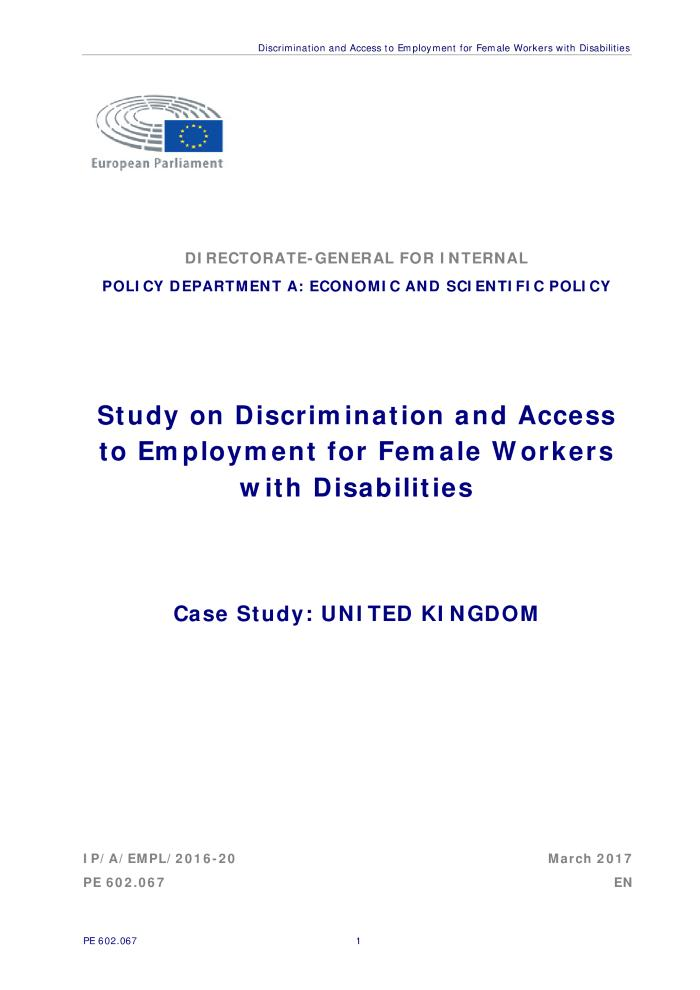 Discrimination and Access to Employment for Female Workers with Disabilities
European Parliament
DIRECTORATE-GENERAL FOR INTERNAL
POLICY DEPARTMENT A: ECONOMIC AND SCIENTIFIC POLICY
Study on Discrimination and Access
to Employment for Female Workers
with Disabilities
Case Study: UNITED KINGDOM
IP/A/EMPL/2016-20 March 2017
PE 602.067 EN
PE 602.067 1